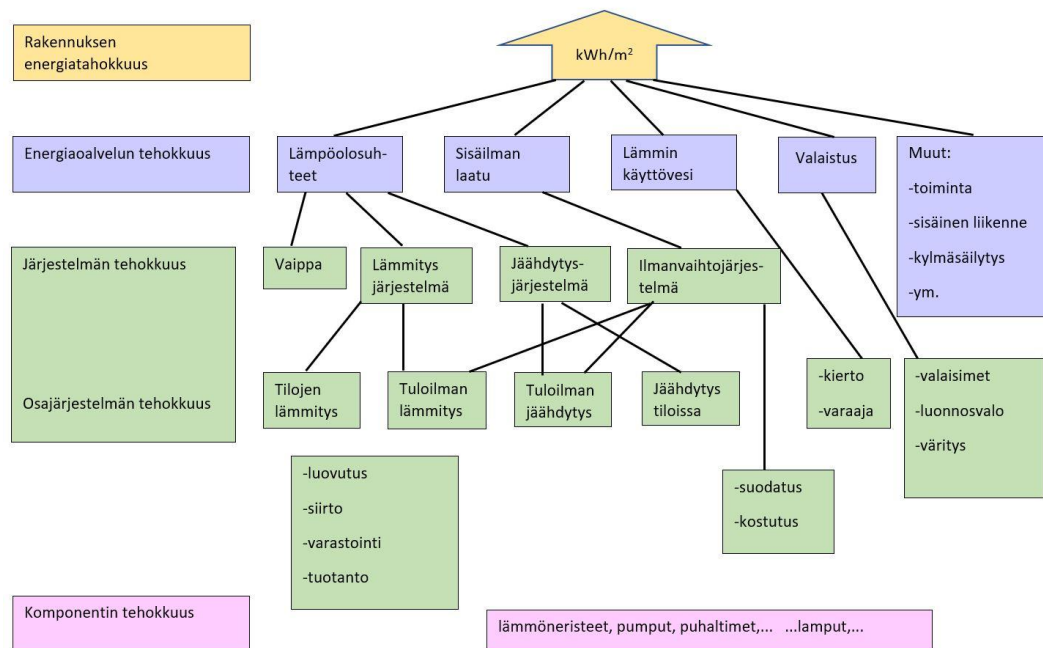 Rakennuksen
energiatahokkuus
kWh/m²
Energiaoalvelun tehokkuus
Lämpöolosuh-
teet
Sisäilman
laatu
Lämmin
käyttövesi
Valaistus
Muut:
-toiminta
-sisäinen liikenne
-kylmäsäilytys
-ym.
Järjestelmän tehokkuus
Vaippa
Lämmitys
järjestelmä
Jäähdytys-
järjestelmä
Ilmanvaihtojärjes-
telmä
Osajärjestelmän tehokkuus
Tilojen
lämmitys
Tuloilman
lämmitys
Tuloilman
jäähdytys
Jäähdytys
tiloissa
-kierto
-varaaja
-valaisimet
-luonnosvalo
-väritys
-luovutus
-siirto
-varastointi
-tuotanto
-suodatus
-kostutus
Komponentin tehokkuus
lämmöneristeet, pumput, puhaltimet,... ...lamput,...